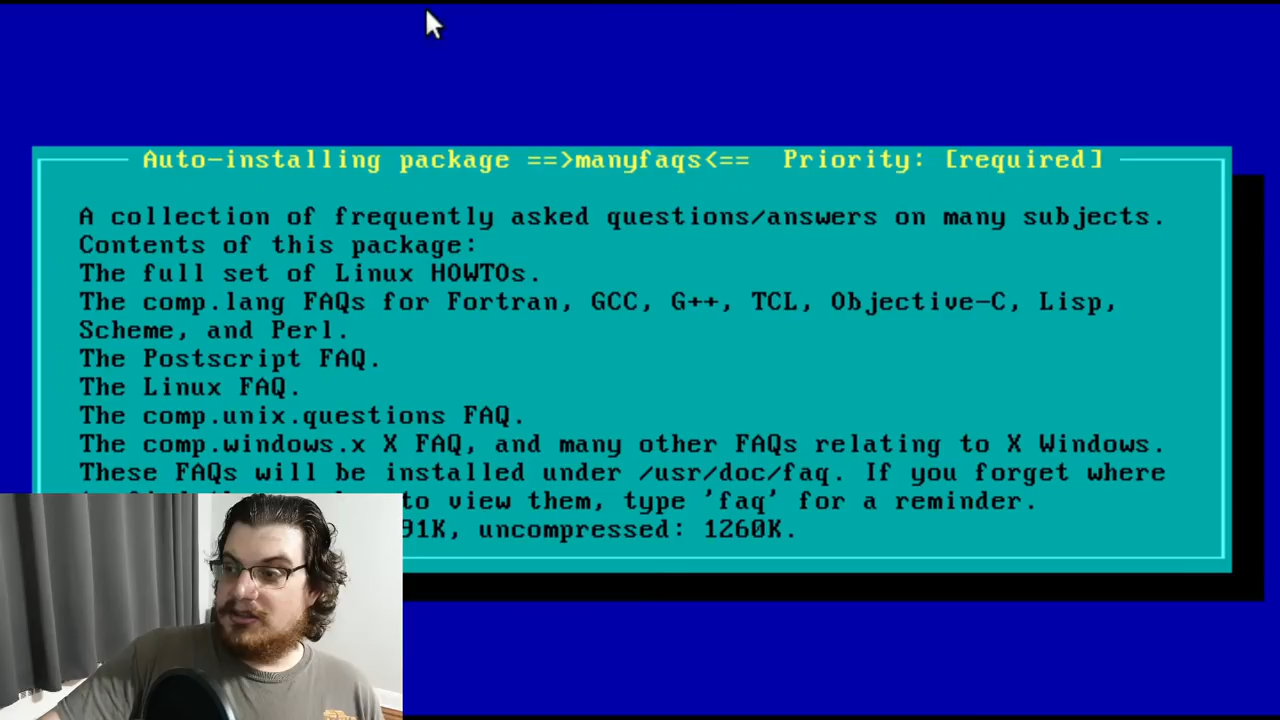 Auto-installing package ==>manyfaqs<== Priority: [required]
A collection of frequently asked questions/answers on many subjects.
Contents of this package:
The full set of Linux HOWTOs.
The comp.lang FAQs for Fortran, GCC, G++, TCL, Objective-C, Lisp,
Scheme, and Perl.
The Postscript FAQ.
The Linux FAQ.
The comp.unix.questions FAQ.
The comp.windows.x X FAQ, and many other FAQs relating to X Windows.
These FAQs will be installed under /usr/doc/faq. If you forget where
to view them, type 'faq' for a reminder.
91K, uncompressed: 1260K.